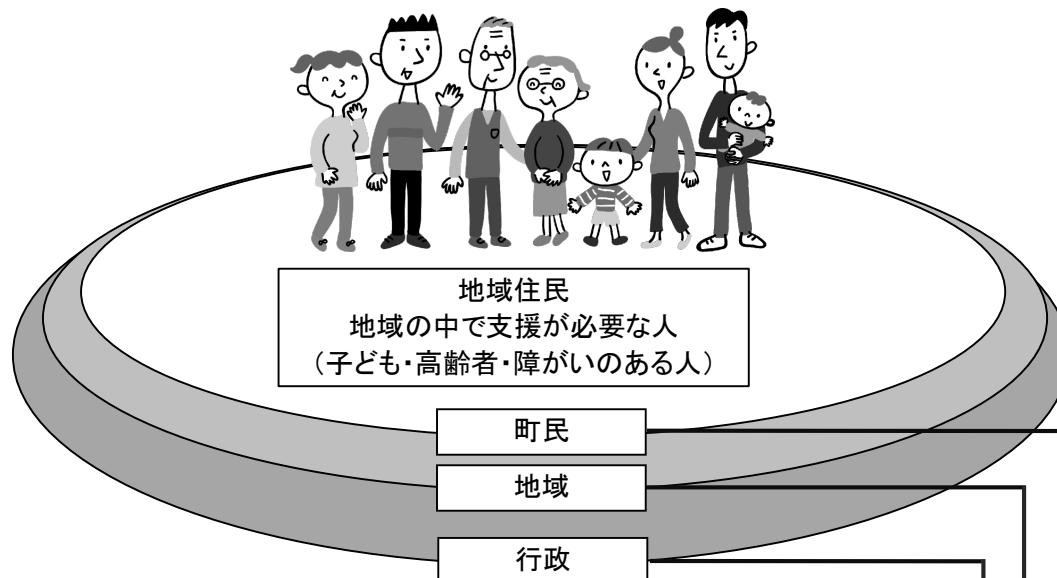 地域住民
地域の中で支援が必要な人
（子ども・高齢者・障がいのある人）
町民
地域
行政